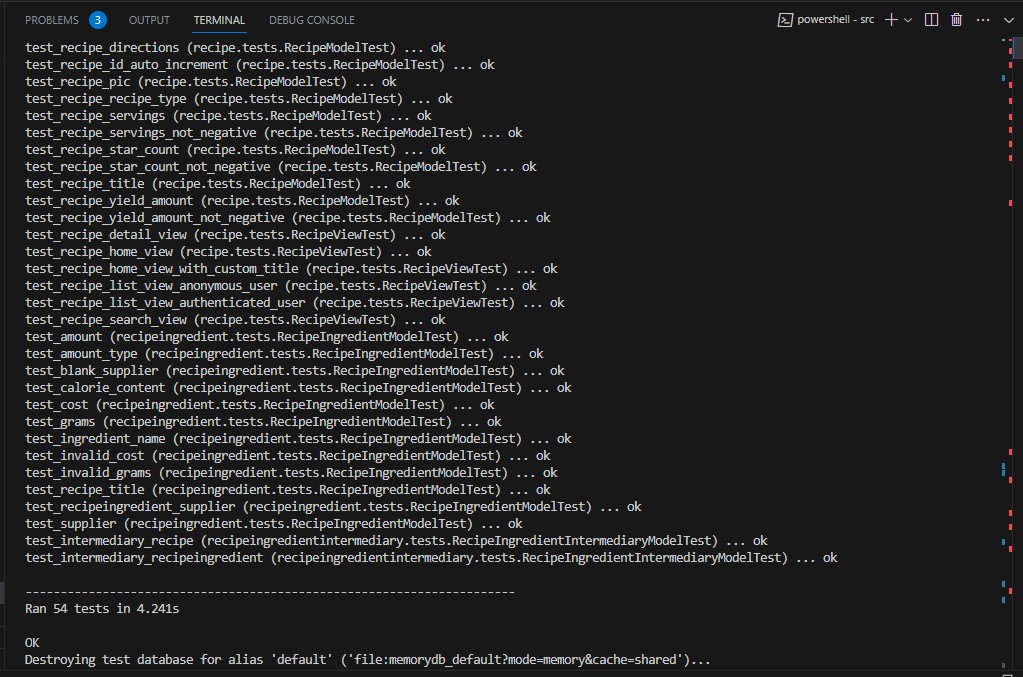 PROBLEMS 3 OUTPUT TERMINAL DEBUG CONSOLE powershell - src
test_recipe_directions (recipe.tests.RecipeModelTest) ... ok
test_recipe_id_auto_increment (recipe.tests.RecipeModelTest) ... ok
test_recipe_pic (recipe.tests.RecipeModelTest) ... ok
test_recipe_recipe_type (recipe.tests.RecipeModelTest) ... ok
test_recipe_servings (recipe.tests.RecipeModelTest) ... ok
test_recipe_servings_not_negative (recipe.tests.RecipeModelTest) ... ok
test_recipe_star_count (recipe.tests.RecipeModelTest) ... ok
test_recipe_star_count_not_negative (recipe.tests.RecipeModelTest) ... ok
test_recipe_title (recipe.tests.RecipeModelTest) ... ok
test_recipe_yield_amount (recipe.tests.RecipeModelTest) ... ok
test_recipe_yield_amount_not_negative (recipe.tests.RecipeModelTest) ... ok
test_recipe_detail_view (recipe.tests.RecipeViewTest) ... ok
test_recipe_home_view (recipe.tests.RecipeViewTest) ... ok
test_recipe_home_view_with_custom_title (recipe.tests.RecipeViewTest) ... ok
test_recipe_list_view_anonymous_user (recipe.tests.RecipeViewTest) ... ok
test_recipe_list_view_authenticated_user (recipe.tests.RecipeViewTest) ... ok
test_recipe_search_view (recipe.tests.RecipeViewTest) ... ok
test_amount (recipeingredient.tests.RecipeIngredientModelTest) ... ok
test_amount_type (recipeingredient.tests.RecipeIngredientModelTest) ... ok
test_blank_supplier (recipeingredient.tests.RecipeIngredientModelTest) ... ok
test_calorie_content (recipeingredient.tests.RecipeIngredientModelTest) ... ok
test_cost (recipeingredient.tests.RecipeIngredientModelTest) ... ok
test_grams (recipeingredient.tests.RecipeIngredientModelTest) ... ok
test_ingredient_name (recipeingredient.tests.RecipeIngredientModelTest) ... ok
test_invalid_cost (recipeingredient.tests.RecipeIngredientModelTest) ... ok
test_invalid_grams (recipeingredient.tests.RecipeIngredientModelTest) ... ok
test_recipe_title (recipeingredient.tests.RecipeIngredientModelTest) ... ok
test_recipeingredient_supplier (recipeingredient.tests.RecipeIngredientModelTest) ... ok
test_supplier (recipeingredient.tests.RecipeIngredientModelTest) ... ok
test_intermediary_recipe (recipeingredientintermediary.tests.RecipeIngredientIntermediaryModelTest) ... ok
test_intermediary_recipeingredient (recipeingredientintermediary.tests.RecipeIngredientIntermediaryModelTest) ... ok
----------------------------------------------------------------------
Ran 54 tests in 4.241s
OK
Destroying test database for alias 'default' ('file:memorydb_default?mode=memory&cache=shared')...